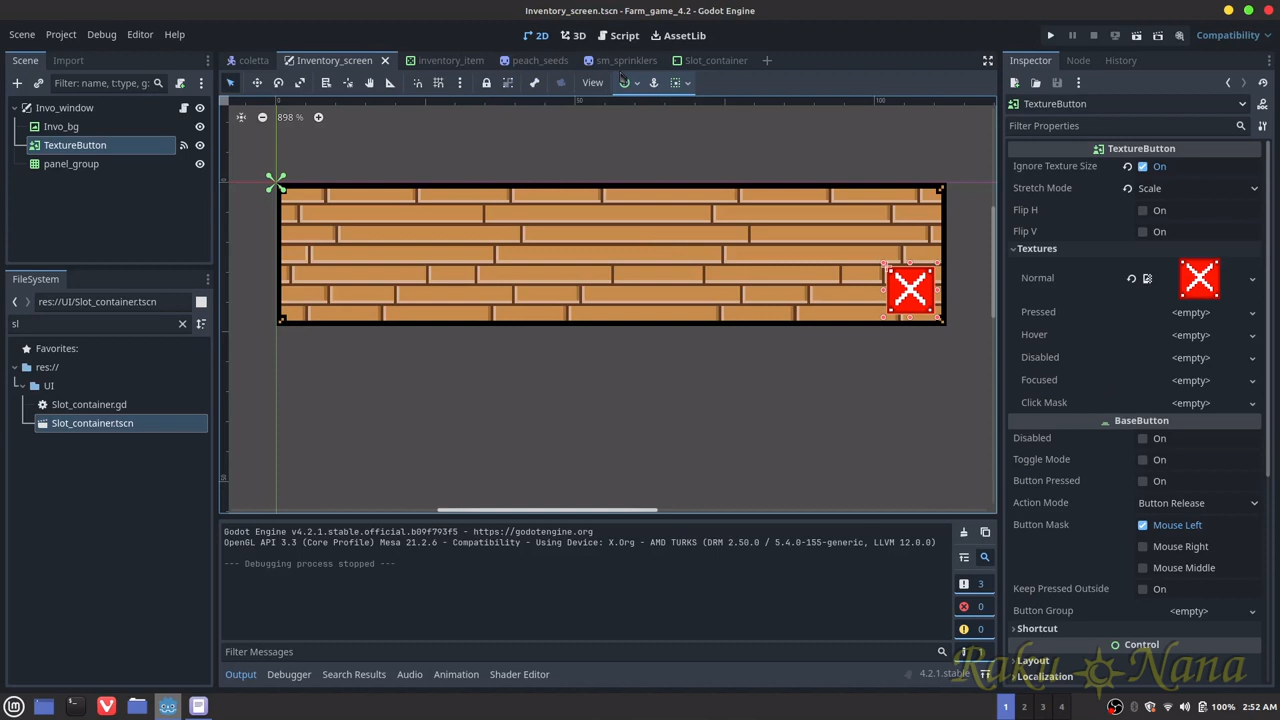 Inventory_screen.tscn - Farm_game_4.2 - Godot Engine
Scene Project Debug Editor Help
2D 3D Script AssetLib
Compatibility
Scene Import
coletta Inventory_screen inventory_item peach_seeds sm_sprinklers Slot_container
Inspector Node History
Filter: name, t:type, g:
View
Invo_window
Invo_bg
TextureButton
panel_group
0 50 100
898 %
FileSystem
res://UI/Slot_container.tscn
sl
Favorites:
res://
UI
Slot_container.gd
Slot_container.tscn
Godot Engine v4.2.1.stable.official.b09f793f5 - https://godotengine.org
OpenGL API 3.3 (Core Profile) Mesa 21.2.6 - Compatibility - Using Device: X.Org - AMD TURKS (DRM 2.50.0 / 5.4.0-155-generic, LLVM 12.0.0)
--- Debugging process stopped ---
3
0
0
Filter Messages
Output Debugger Search Results Audio Animation Shader Editor
4.2.1.stable
TextureButton
Filter Properties
TextureButton
Ignore Texture Size On
Stretch Mode Scale
Flip H On
Flip V On
Textures
Normal
Pressed <empty>
Hover <empty>
Disabled <empty>
Focused <empty>
Click Mask <empty>
BaseButton
Disabled On
Toggle Mode On
Button Pressed On
Action Mode Button Release
Button Mask Mouse Left
Mouse Right
Mouse Middle
Keep Pressed Outside On
Button Group <empty>
Shortcut
Control
Layout
Localization
Raku Nana
1 2 3 4
100% 2:52 AM